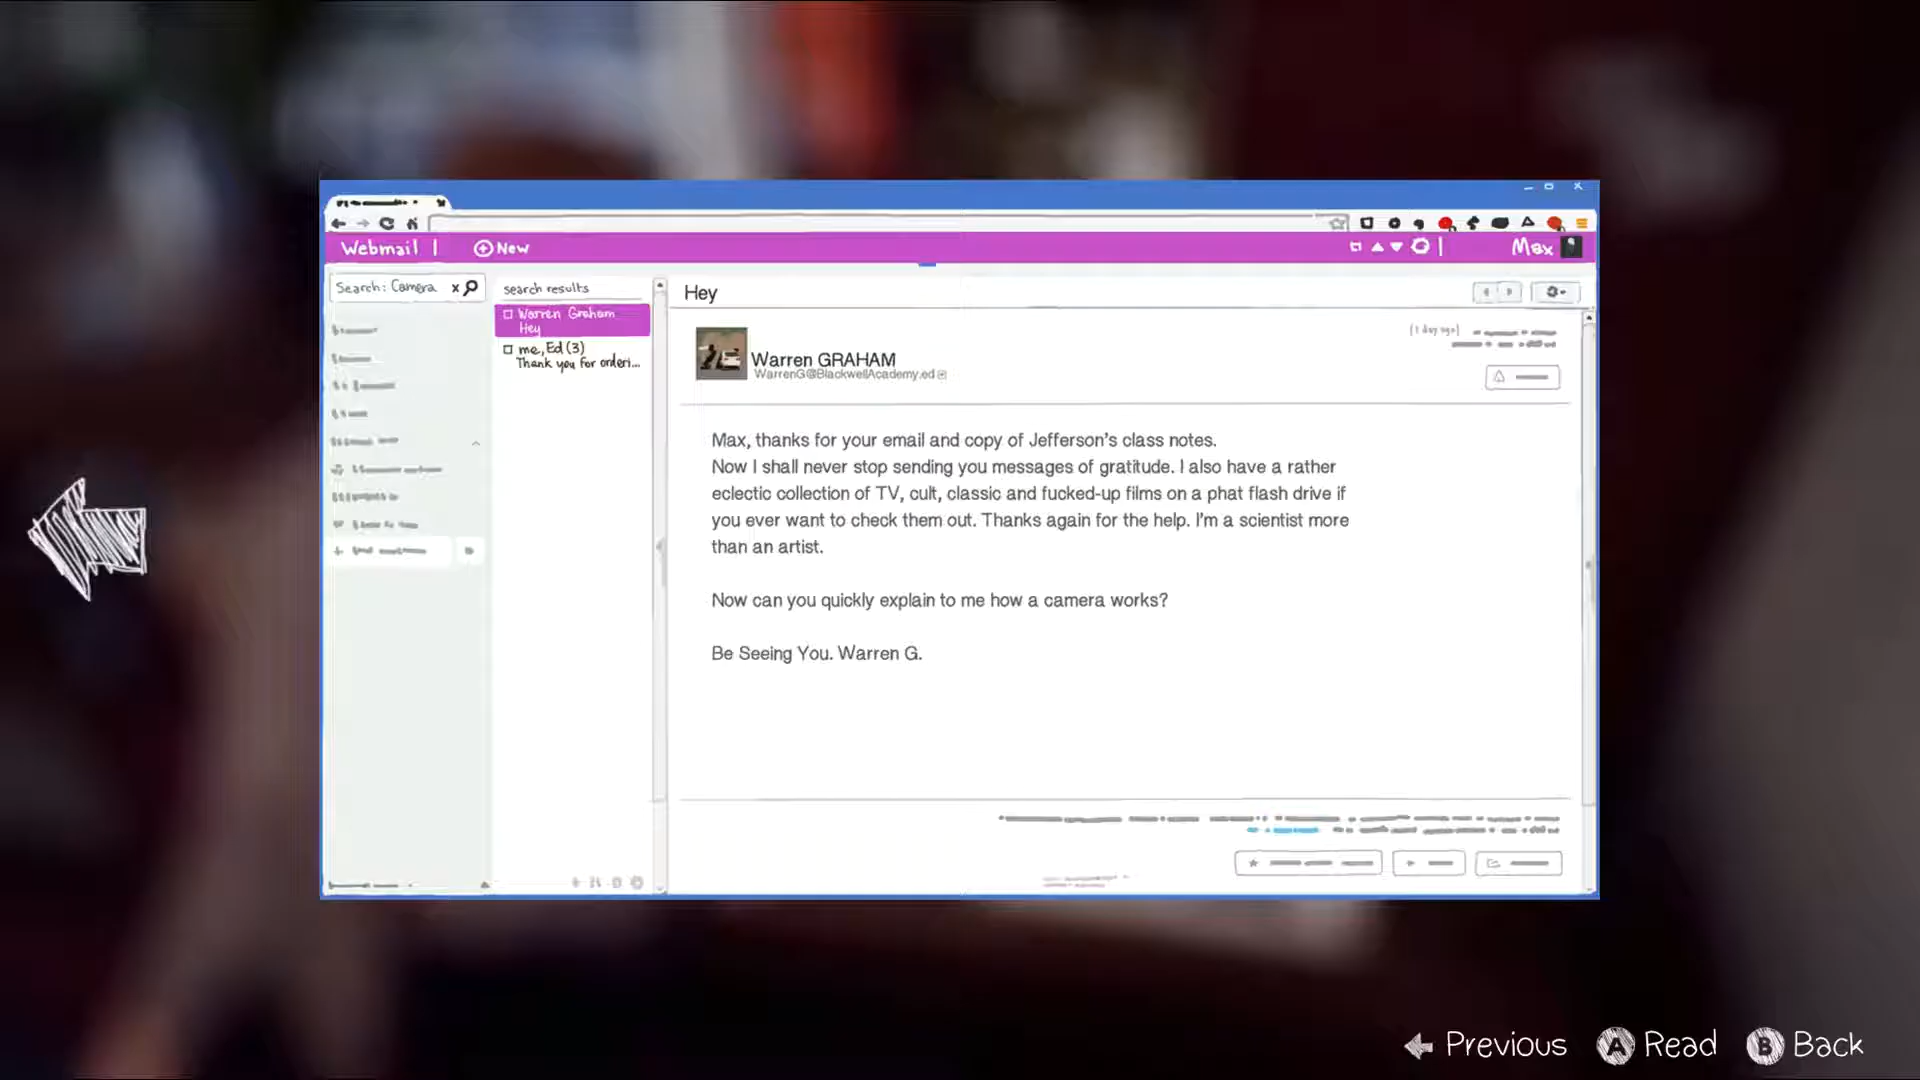 Webmail | New
Max
Search: Camera x
search results
Warren Graham
Hey
me, Ed (3)
Thank you for orderi...
Hey
(1 day ago)
Warren GRAHAM
WarrenG@BlackwellAcademy.ed
Max, thanks for your email and copy of Jefferson's class notes.
Now I shall never stop sending you messages of gratitude. I also have a rather
eclectic collection of TV, cult, classic and fucked-up films on a phat flash drive if
you ever want to check them out. Thanks again for the help. I'm a scientist more
than an artist.
Now can you quickly explain to me how a camera works?
Be Seeing You. Warren G.
Previous
A Read
B Back